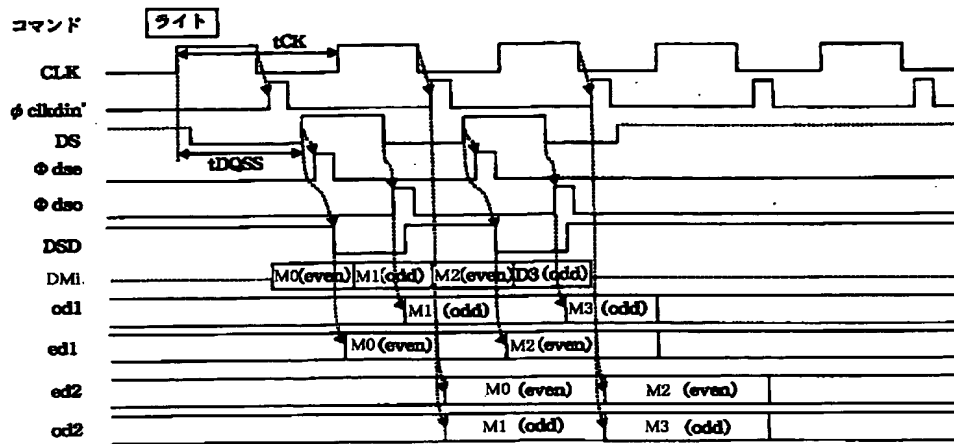 コマンド ライト
tCK
CLK
φ clkdin'
DS
tDQSS
Φ dse
Φ dso
DSD
DMi. M0(even) M1(odd) M2(even) D3(odd)
od1 M1 (odd) M3 (odd)
ed1 M0(even) M2(even)
ed2 M0 (even) M2 (even)
od2 M1 (odd) M3 (odd)